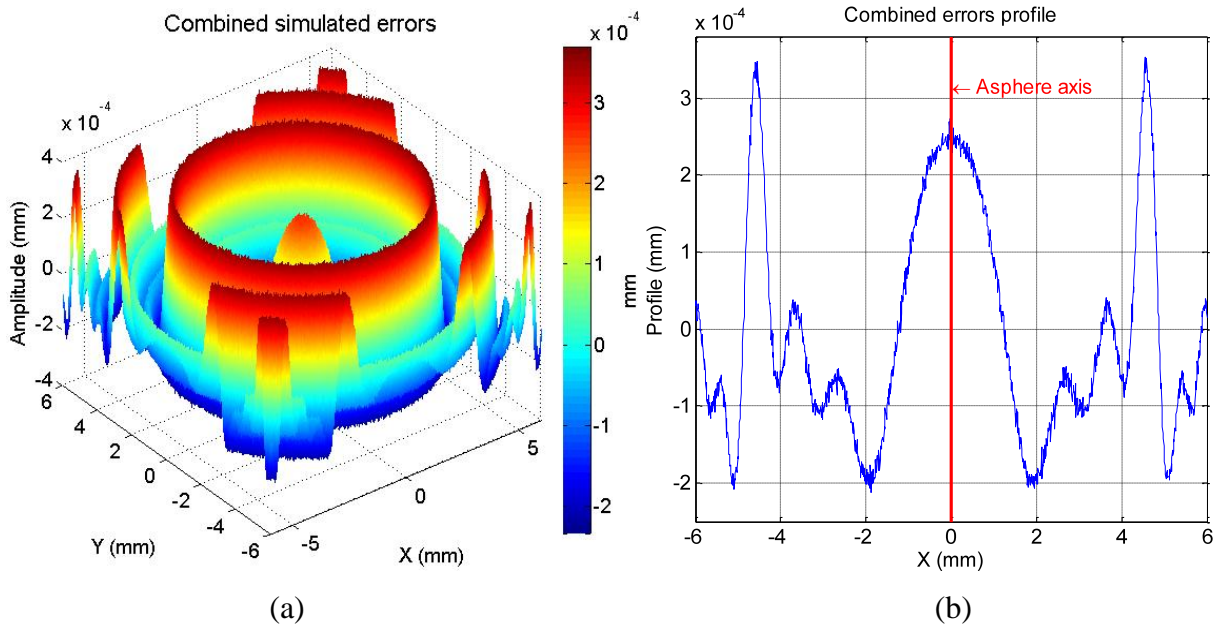 Combined simulated errors
x 10⁻⁴
x 10⁻⁴
4
2
0
-2
-4
Amplitude (mm)
6
4
2
0
-2
-4
-6
Y (mm)
-5
0
5
X (mm)
3
2
1
0
-1
-2
mm
(a)
Combined errors profile
x 10⁻⁴
← Asphere axis
3
2
1
0
-1
-2
Profile (mm)
-6
-4
-2
0
2
4
6
X (mm)
(b)